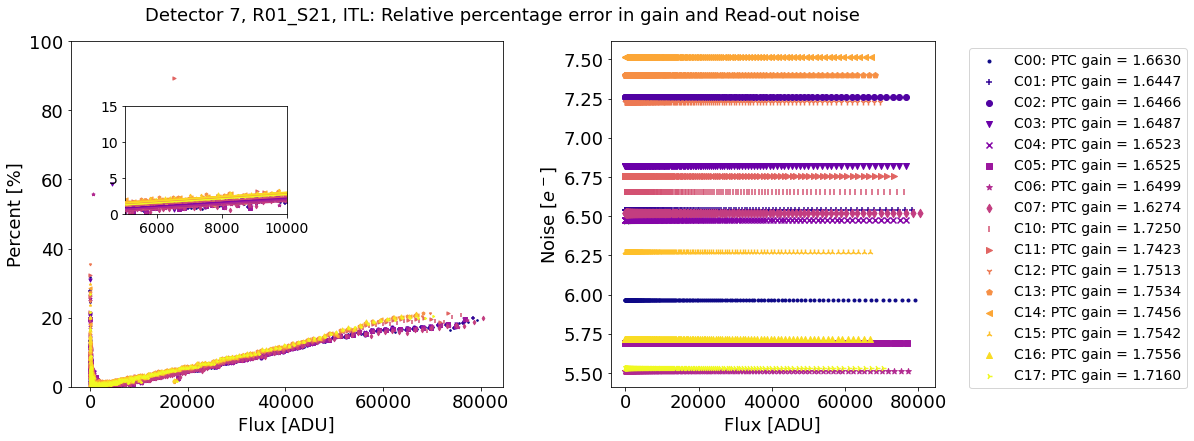 Detector 7, R01_S21, ITL: Relative percentage error in gain and Read-out noise
Percent [%]
100
80
60
40
20
0
15
10
5
0
6000 8000 10000
0 20000 40000 60000 80000
Flux [ADU]
Noise [e⁻]
7.50
7.25
7.00
6.75
6.50
6.25
6.00
5.75
5.50
0 20000 40000 60000 80000
Flux [ADU]
C00: PTC gain = 1.6630
C01: PTC gain = 1.6447
C02: PTC gain = 1.6466
C03: PTC gain = 1.6487
C04: PTC gain = 1.6523
C05: PTC gain = 1.6525
C06: PTC gain = 1.6499
C07: PTC gain = 1.6274
C10: PTC gain = 1.7250
C11: PTC gain = 1.7423
C12: PTC gain = 1.7513
C13: PTC gain = 1.7534
C14: PTC gain = 1.7456
C15: PTC gain = 1.7542
C16: PTC gain = 1.7556
C17: PTC gain = 1.7160